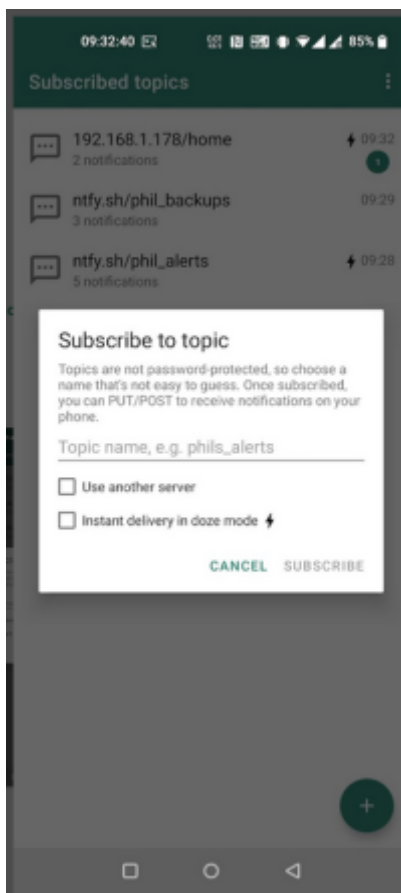 09:32:40
85%
Subscribed topics
192.168.1.178/home
09:32
2 notifications
1
ntfy.sh/phil_backups
09:29
3 notifications
ntfy.sh/phil_alerts
09:28
5 notifications
Subscribe to topic
Topics are not password-protected, so choose a
name that's not easy to guess. Once subscribed,
you can PUT/POST to receive notifications on your
phone.
Topic name, e.g. phils_alerts
Use another server
Instant delivery in doze mode
CANCEL SUBSCRIBE